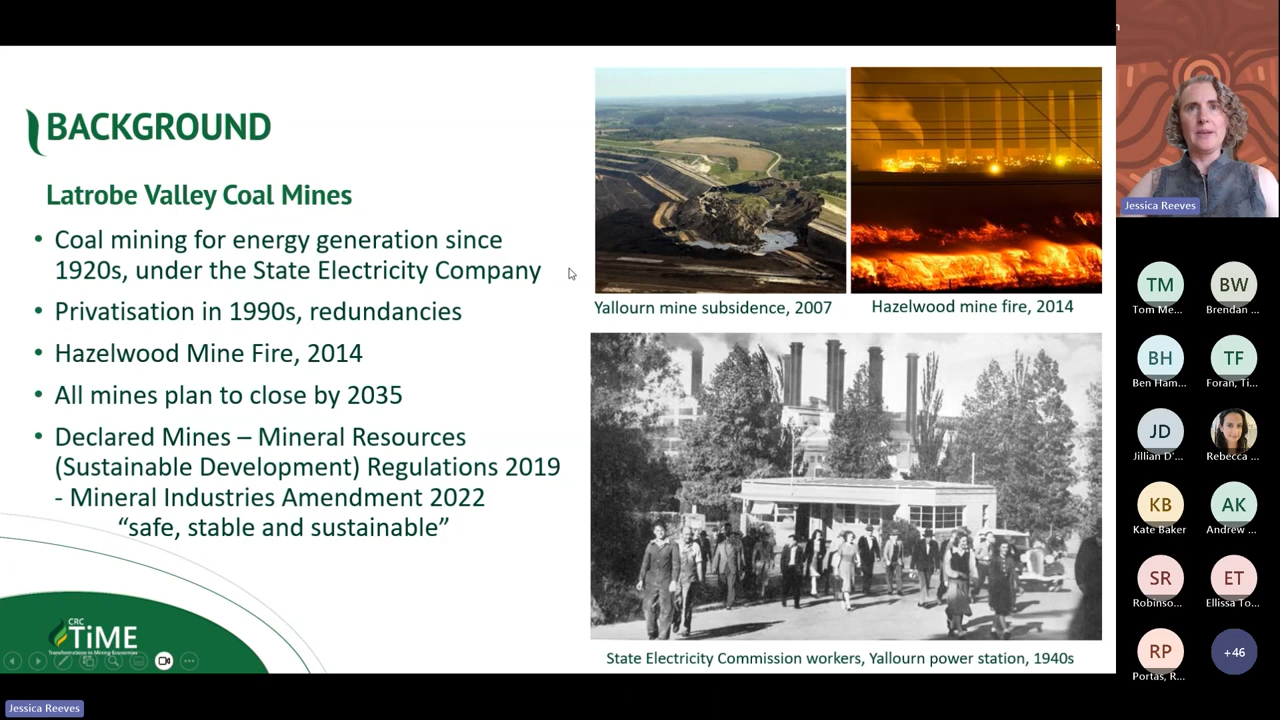 BACKGROUND
Latrobe Valley Coal Mines
• Coal mining for energy generation since
1920s, under the State Electricity Company
• Privatisation in 1990s, redundancies
• Hazelwood Mine Fire, 2014
• All mines plan to close by 2035
• Declared Mines – Mineral Resources
(Sustainable Development) Regulations 2019
- Mineral Industries Amendment 2022
“safe, stable and sustainable”
Yallourn mine subsidence, 2007
Hazelwood mine fire, 2014
State Electricity Commission workers, Yallourn power station, 1940s
CRC
TiME
Transformations in Mining Economies
Jessica Reeves
TM
Tom Me...
BW
Brendan ...
BH
Ben Ham...
TF
Foran, Ti...
JD
Jillian D'...
Rebecca ...
KB
Kate Baker
AK
Andrew ...
SR
Robinso...
ET
Ellissa To...
RP
Portas, R...
+46
Jessica Reeves